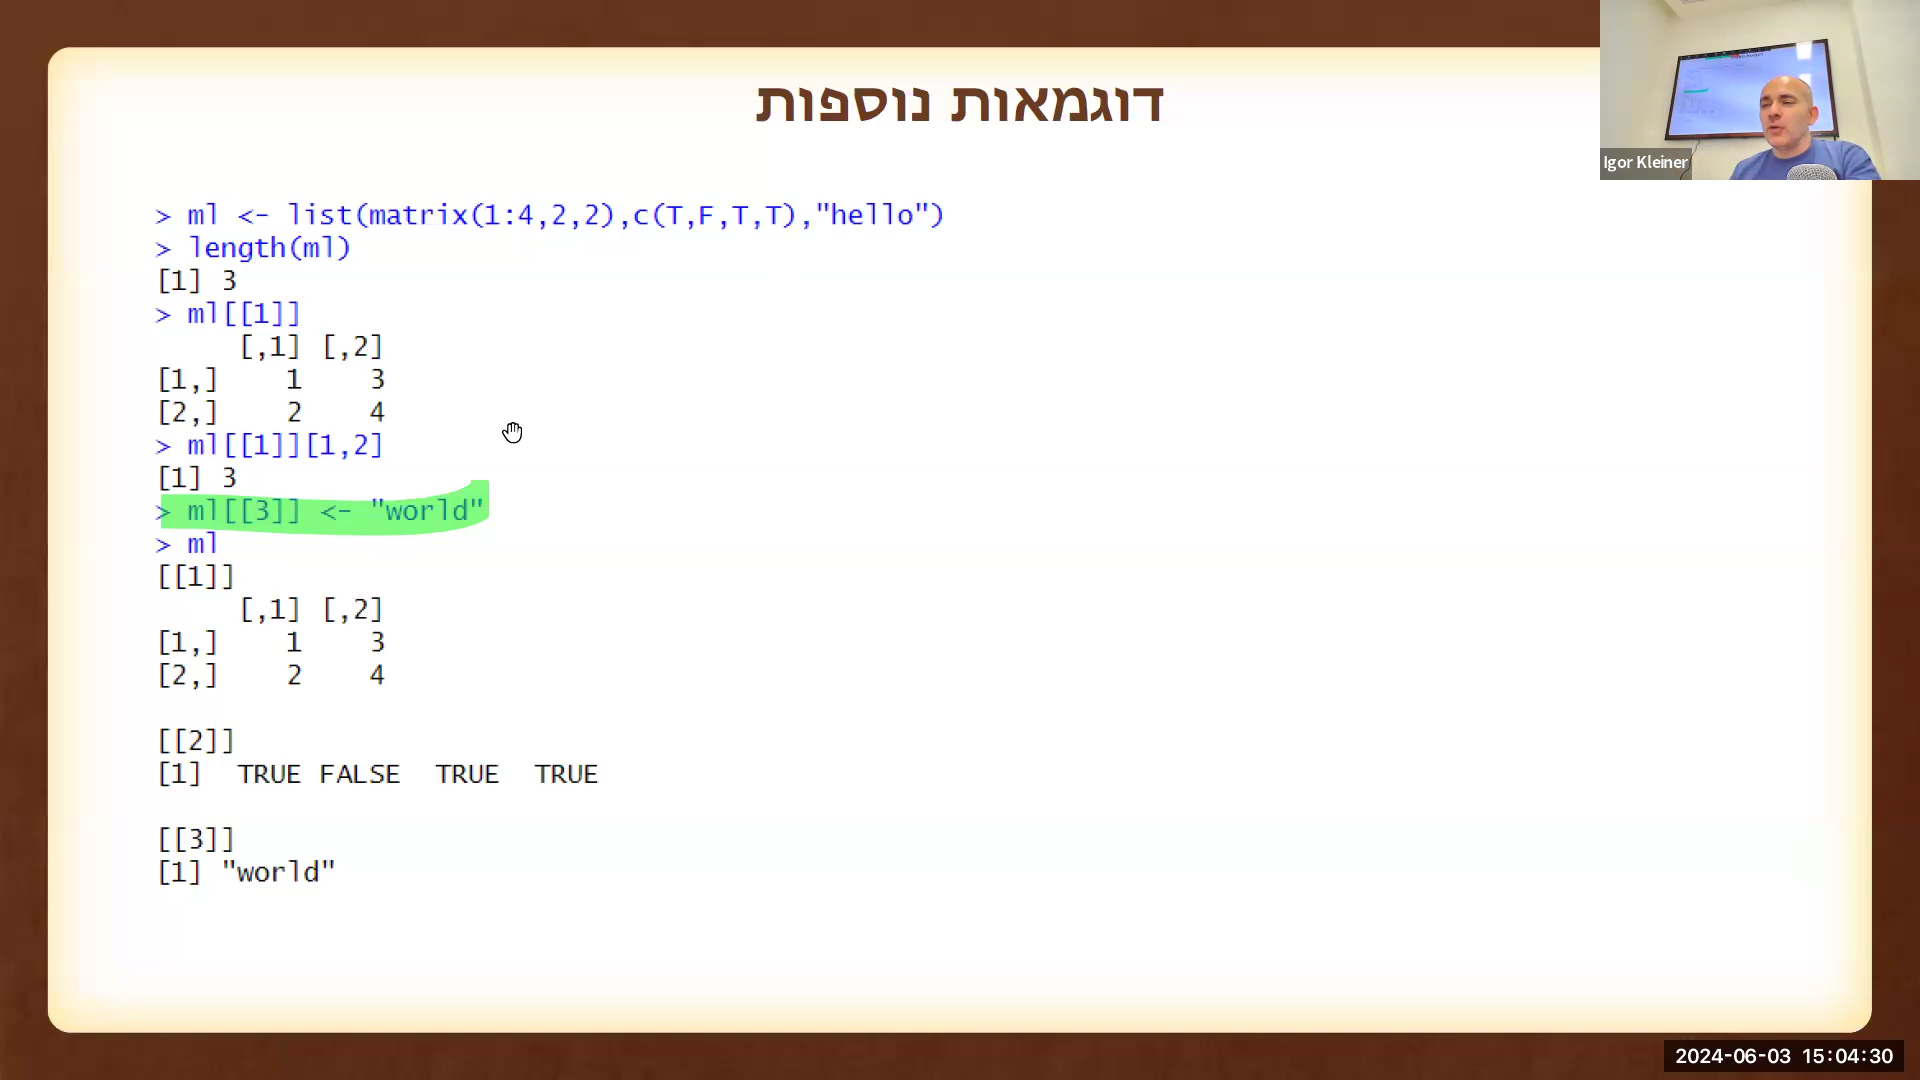 דוגמאות נוספות
Igor Kleiner
> ml <- list(matrix(1:4,2,2),c(T,F,T,T),"hello")
> length(ml)
[1] 3
> ml[[1]]
     [,1] [,2]
[1,]    1    3
[2,]    2    4
> ml[[1]][1,2]
[1] 3
> ml[[3]] <- "world"
> ml
[[1]]
     [,1] [,2]
[1,]    1    3
[2,]    2    4
[[2]]
[1]  TRUE FALSE  TRUE  TRUE
[[3]]
[1] "world"
2024-06-03 15:04:30